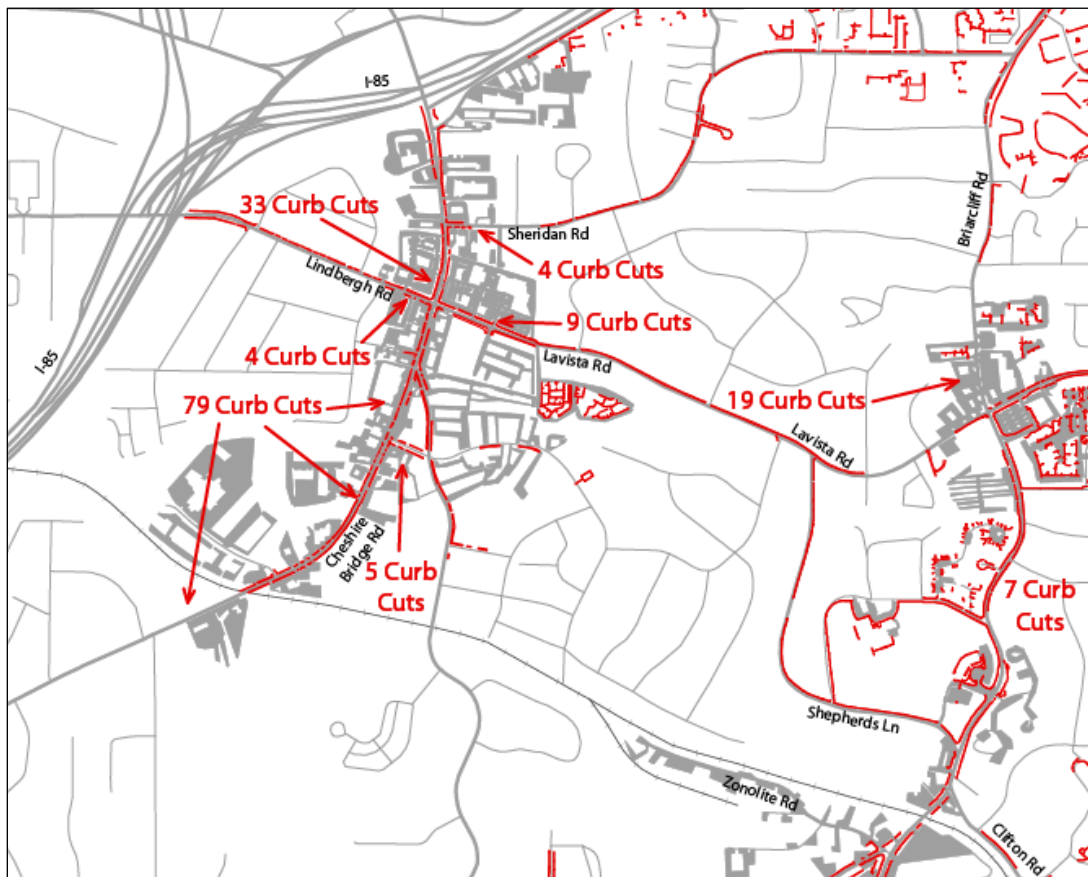 I-85
33 Curb Cuts
Sheridan Rd
Briarcliff Rd
4 Curb Cuts
Lindbergh Rd
9 Curb Cuts
I-85
4 Curb Cuts
Lavista Rd
79 Curb Cuts
19 Curb Cuts
Lavista Rd
Cheshire
Bridge Rd
5 Curb
Cuts
7 Curb
Cuts
Shepherds Ln
Zonolite Rd
Clifton Rd